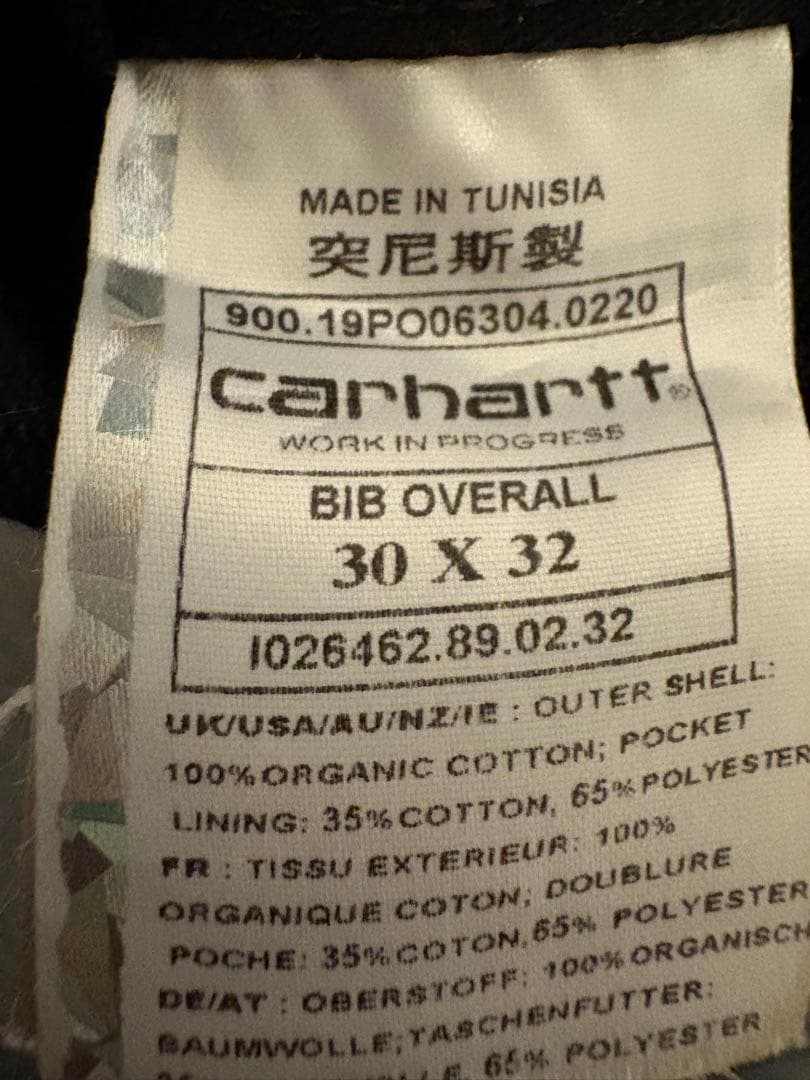 MADE IN TUNISIA
突尼斯製
900.19PO06304.0220
carhartt®
WORK IN PROGRESS
BIB OVERALL
30 X 32
I026462.89.02.32
UK/USA/AU/NZ/IE : OUTER SHELL:
100%ORGANIC COTTON; POCKET
LINING: 35%COTTON, 65%POLYESTER
FR : TISSU EXTERIEUR: 100%
ORGANIQUE COTON; DOUBLURE
POCHE: 35%COTON,65% POLYESTER
DE/AT : OBERSTOFF: 100%ORGANISCH
BAUMWOLLE;TASCHENFUTTER:
65% POLYESTER